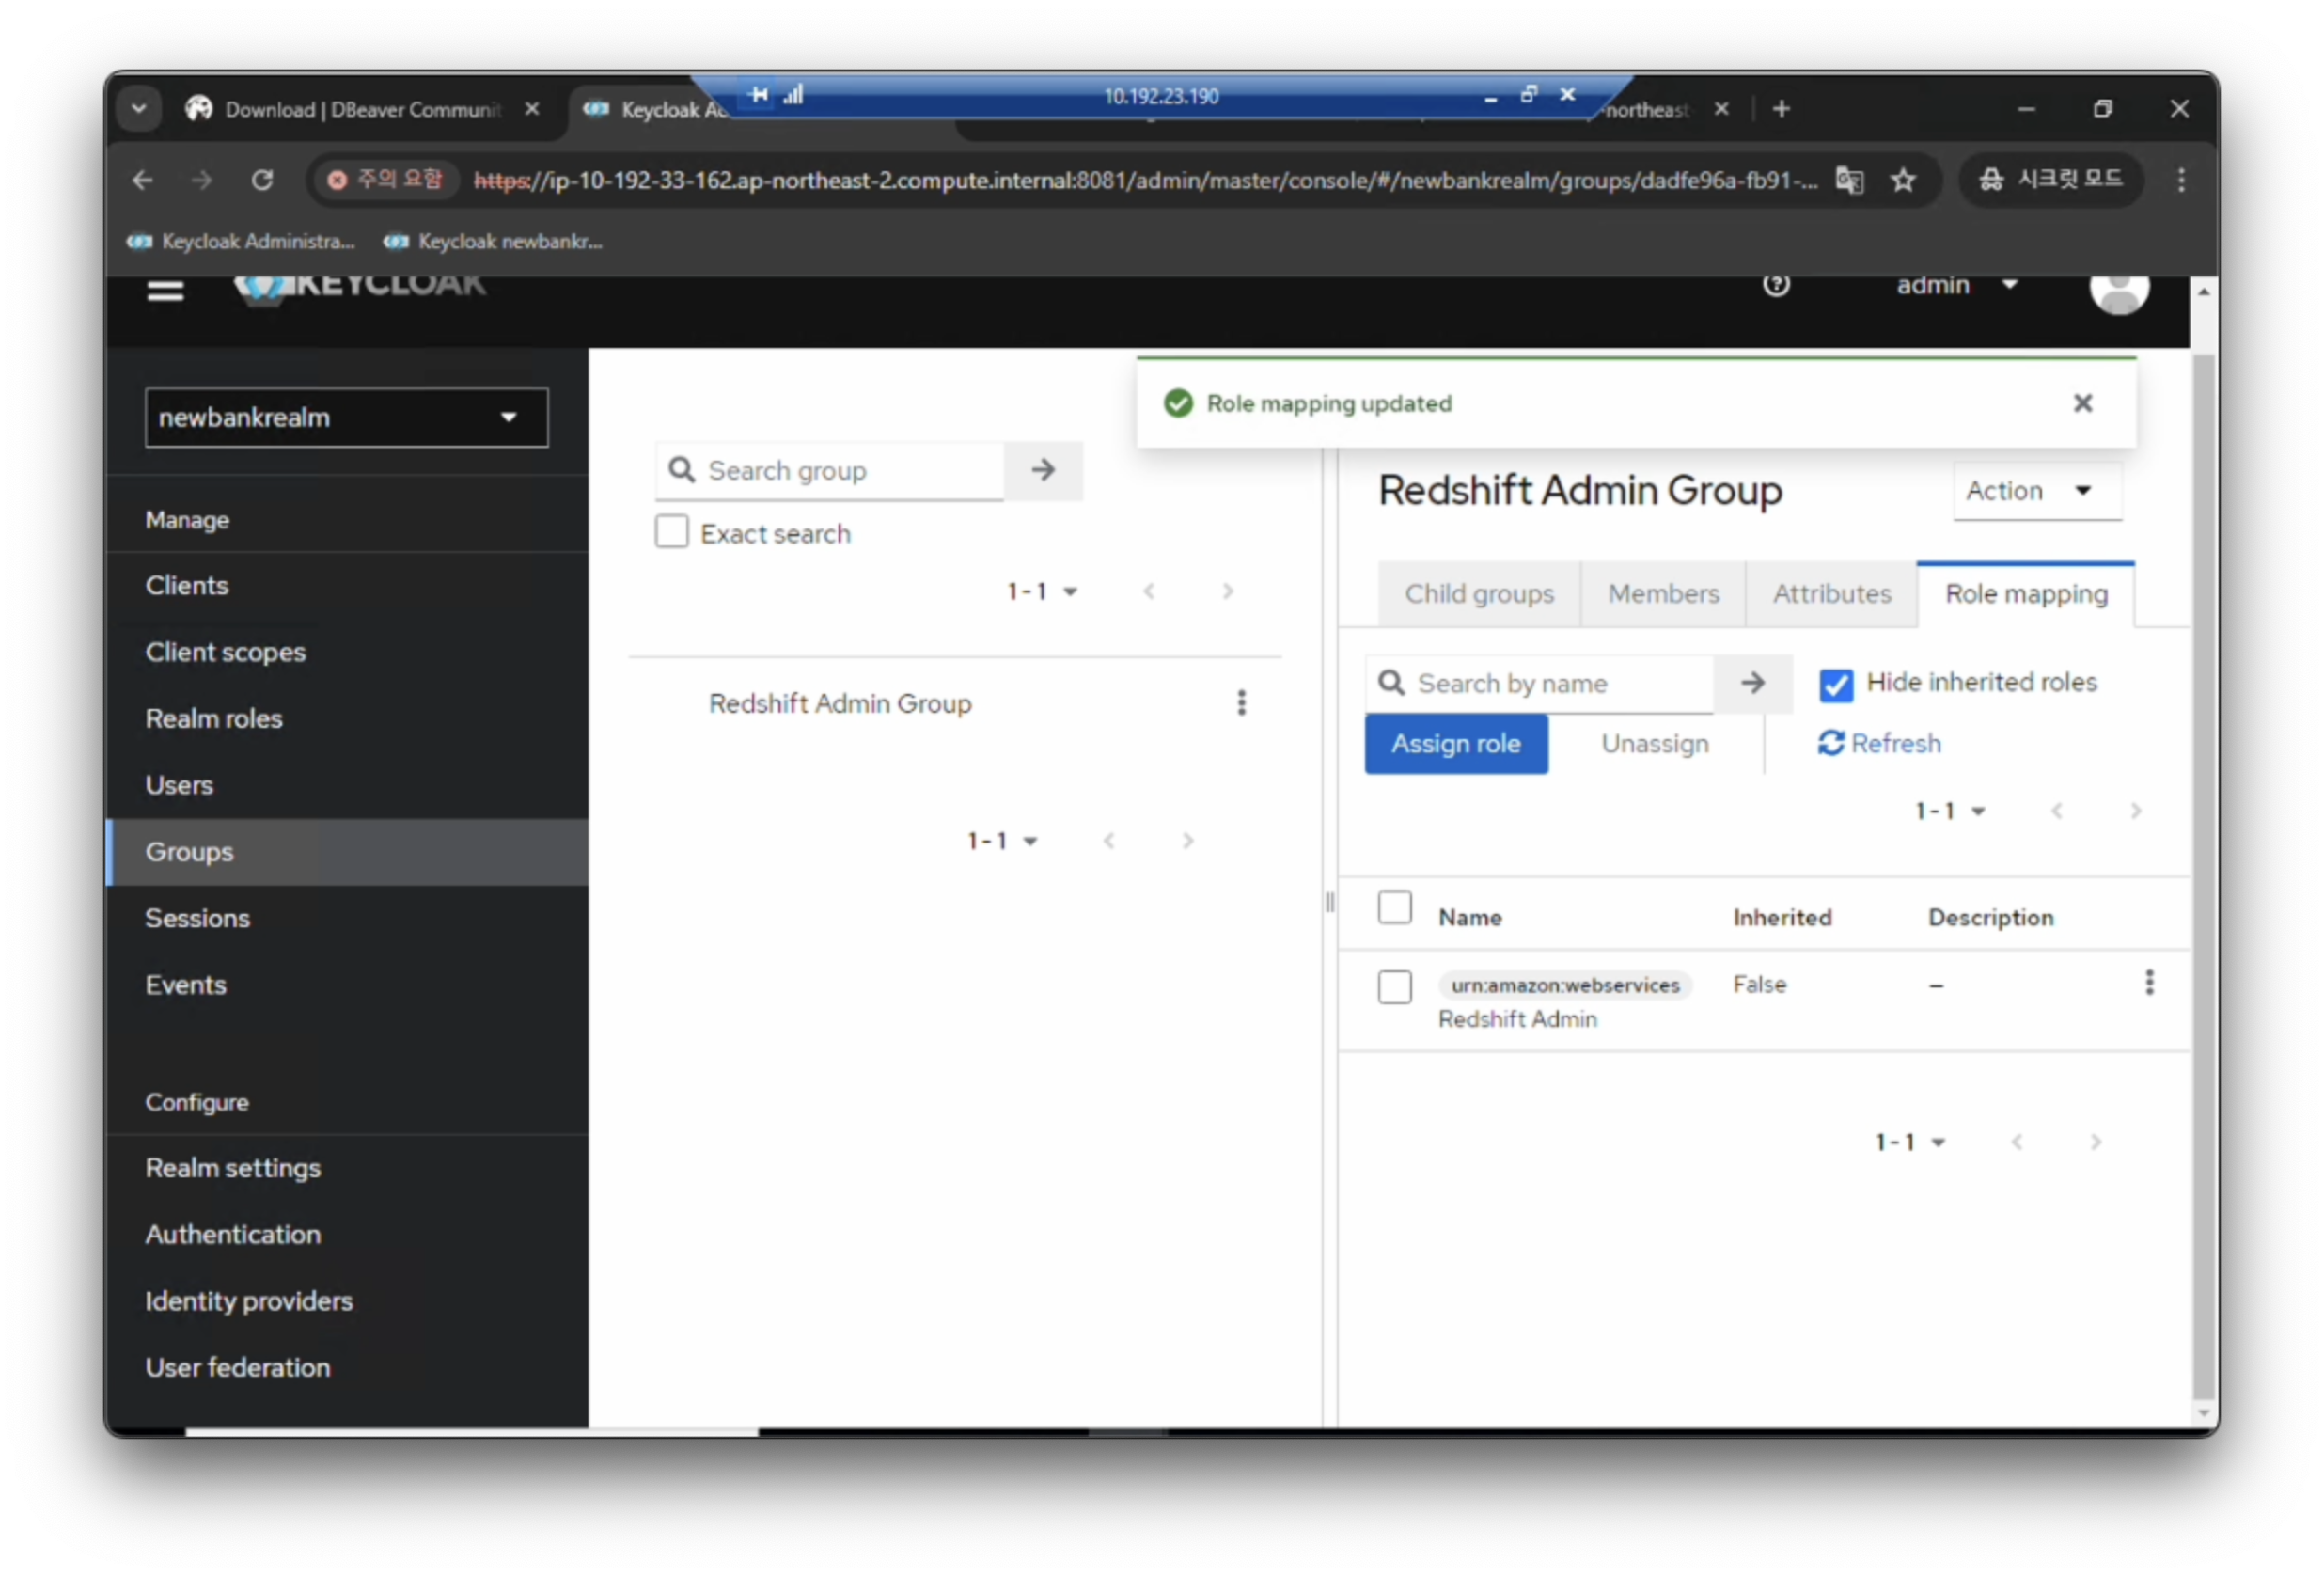 Download | DBeaver Communit
Keycloak Ad
10.192.23.190
-northeast
주의 요함
https://ip-10-192-33-162.ap-northeast-2.compute.internal:8081/admin/master/console/#/newbankrealm/groups/dadfe96a-fb91-...
시크릿 모드
Keycloak Administra...
Keycloak newbankr...
KEYCLOAK
admin
newbankrealm
Manage
Clients
Client scopes
Realm roles
Users
Groups
Sessions
Events
Configure
Realm settings
Authentication
Identity providers
User federation
Search group
Exact search
1 - 1
Redshift Admin Group
1 - 1
Role mapping updated
Redshift Admin Group
Action
Child groups
Members
Attributes
Role mapping
Search by name
Hide inherited roles
Assign role
Unassign
Refresh
1 - 1
Name
Inherited
Description
urn:amazon:webservices
False
–
Redshift Admin
1 - 1